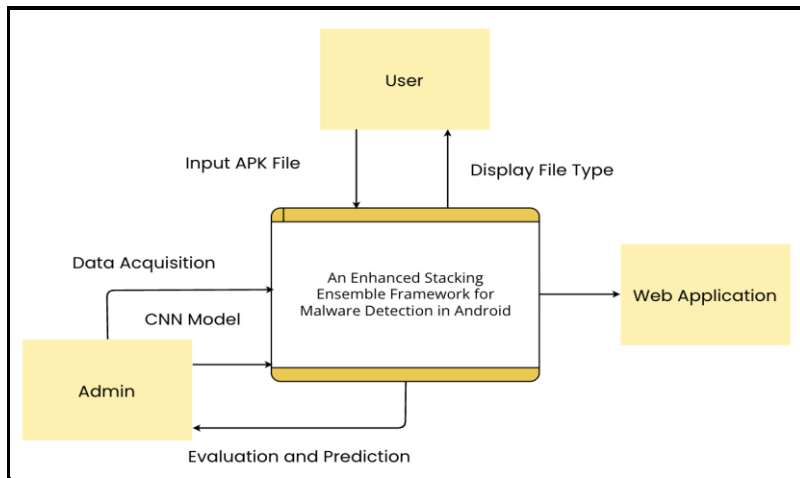 User
Input APK File
Display File Type
Data Acquisition
An Enhanced Stacking
Ensemble Framework for
Malware Detection in Android
Web Application
CNN Model
Admin
Evaluation and Prediction